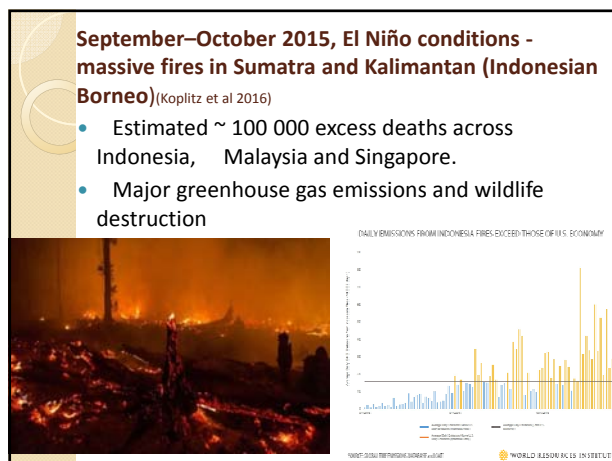 September–October 2015, El Niño conditions -
massive fires in Sumatra and Kalimantan (Indonesian
Borneo)(Koplitz et al 2016)
• Estimated ~ 100 000 excess deaths across
Indonesia, Malaysia and Singapore.
• Major greenhouse gas emissions and wildlife
destruction
DAILY EMISSIONS FROM INDONESIA FIRES EXCEED THOSE OF U.S. ECONOMY
WORLD RESOURCES INSTITUTE